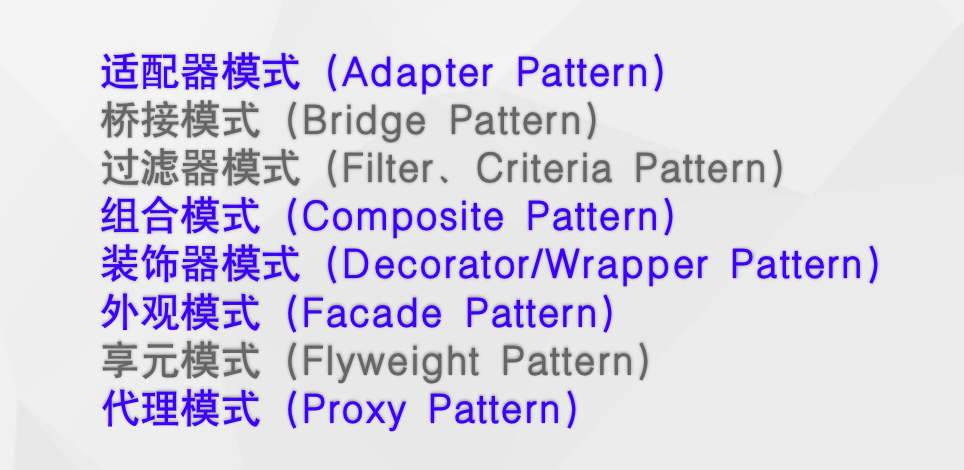 适配器模式（Adapter Pattern）
桥接模式（Bridge Pattern）
过滤器模式（Filter、Criteria Pattern）
组合模式（Composite Pattern）
装饰器模式（Decorator/Wrapper Pattern）
外观模式（Facade Pattern）
享元模式（Flyweight Pattern）
代理模式（Proxy Pattern）